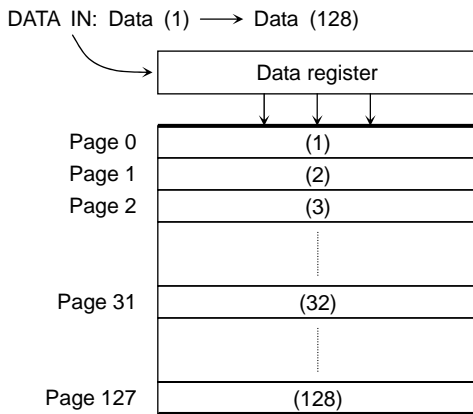 DATA IN: Data (1) ⟶ Data (128)
Data register
Page 0 (1)
Page 1 (2)
Page 2 (3)
Page 31 (32)
Page 127 (128)